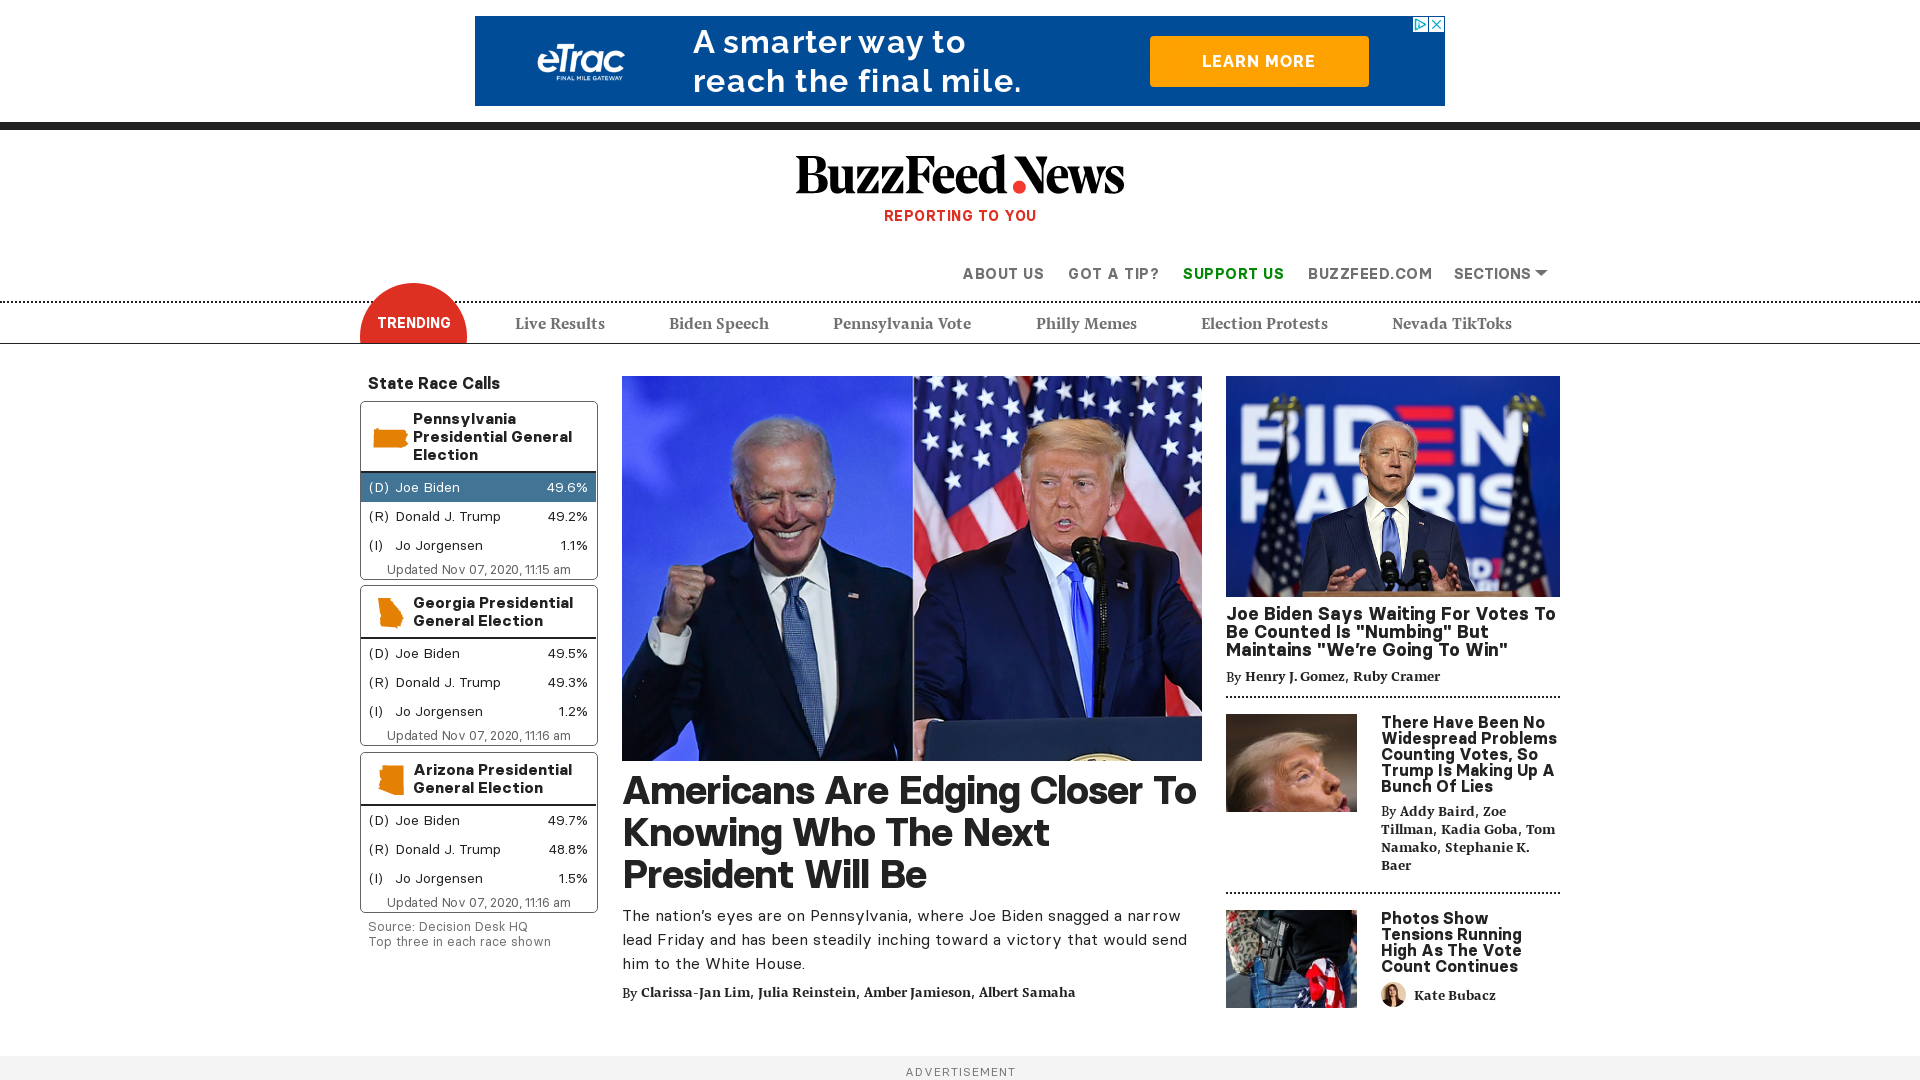 eTrac
FINAL MILE GATEWAY
A smarter way to
reach the final mile.
LEARN MORE
BuzzFeed News
REPORTING TO YOU
ABOUT US
GOT A TIP?
SUPPORT US
BUZZFEED.COM
SECTIONS
TRENDING
Live Results
Biden Speech
Pennsylvania Vote
Philly Memes
Election Protests
Nevada TikToks
State Race Calls
Pennsylvania
Presidential General
Election
(D) Joe Biden 49.6%
(R) Donald J. Trump 49.2%
(I) Jo Jorgensen 1.1%
Updated Nov 07, 2020, 11:15 am
Georgia Presidential
General Election
(D) Joe Biden 49.5%
(R) Donald J. Trump 49.3%
(I) Jo Jorgensen 1.2%
Updated Nov 07, 2020, 11:16 am
Arizona Presidential
General Election
(D) Joe Biden 49.7%
(R) Donald J. Trump 48.8%
(I) Jo Jorgensen 1.5%
Updated Nov 07, 2020, 11:16 am
Source: Decision Desk HQ
Top three in each race shown
Americans Are Edging Closer To
Knowing Who The Next
President Will Be
The nation’s eyes are on Pennsylvania, where Joe Biden snagged a narrow
lead Friday and has been steadily inching toward a victory that would send
him to the White House.
By Clarissa-Jan Lim, Julia Reinstein, Amber Jamieson, Albert Samaha
BIDEN
HARRIS
Joe Biden Says Waiting For Votes To
Be Counted Is "Numbing" But
Maintains "We’re Going To Win"
By Henry J. Gomez, Ruby Cramer
There Have Been No
Widespread Problems
Counting Votes, So
Trump Is Making Up A
Bunch Of Lies
By Addy Baird, Zoe
Tillman, Kadia Goba, Tom
Namako, Stephanie K.
Baer
Photos Show
Tensions Running
High As The Vote
Count Continues
Kate Bubacz
ADVERTISEMENT